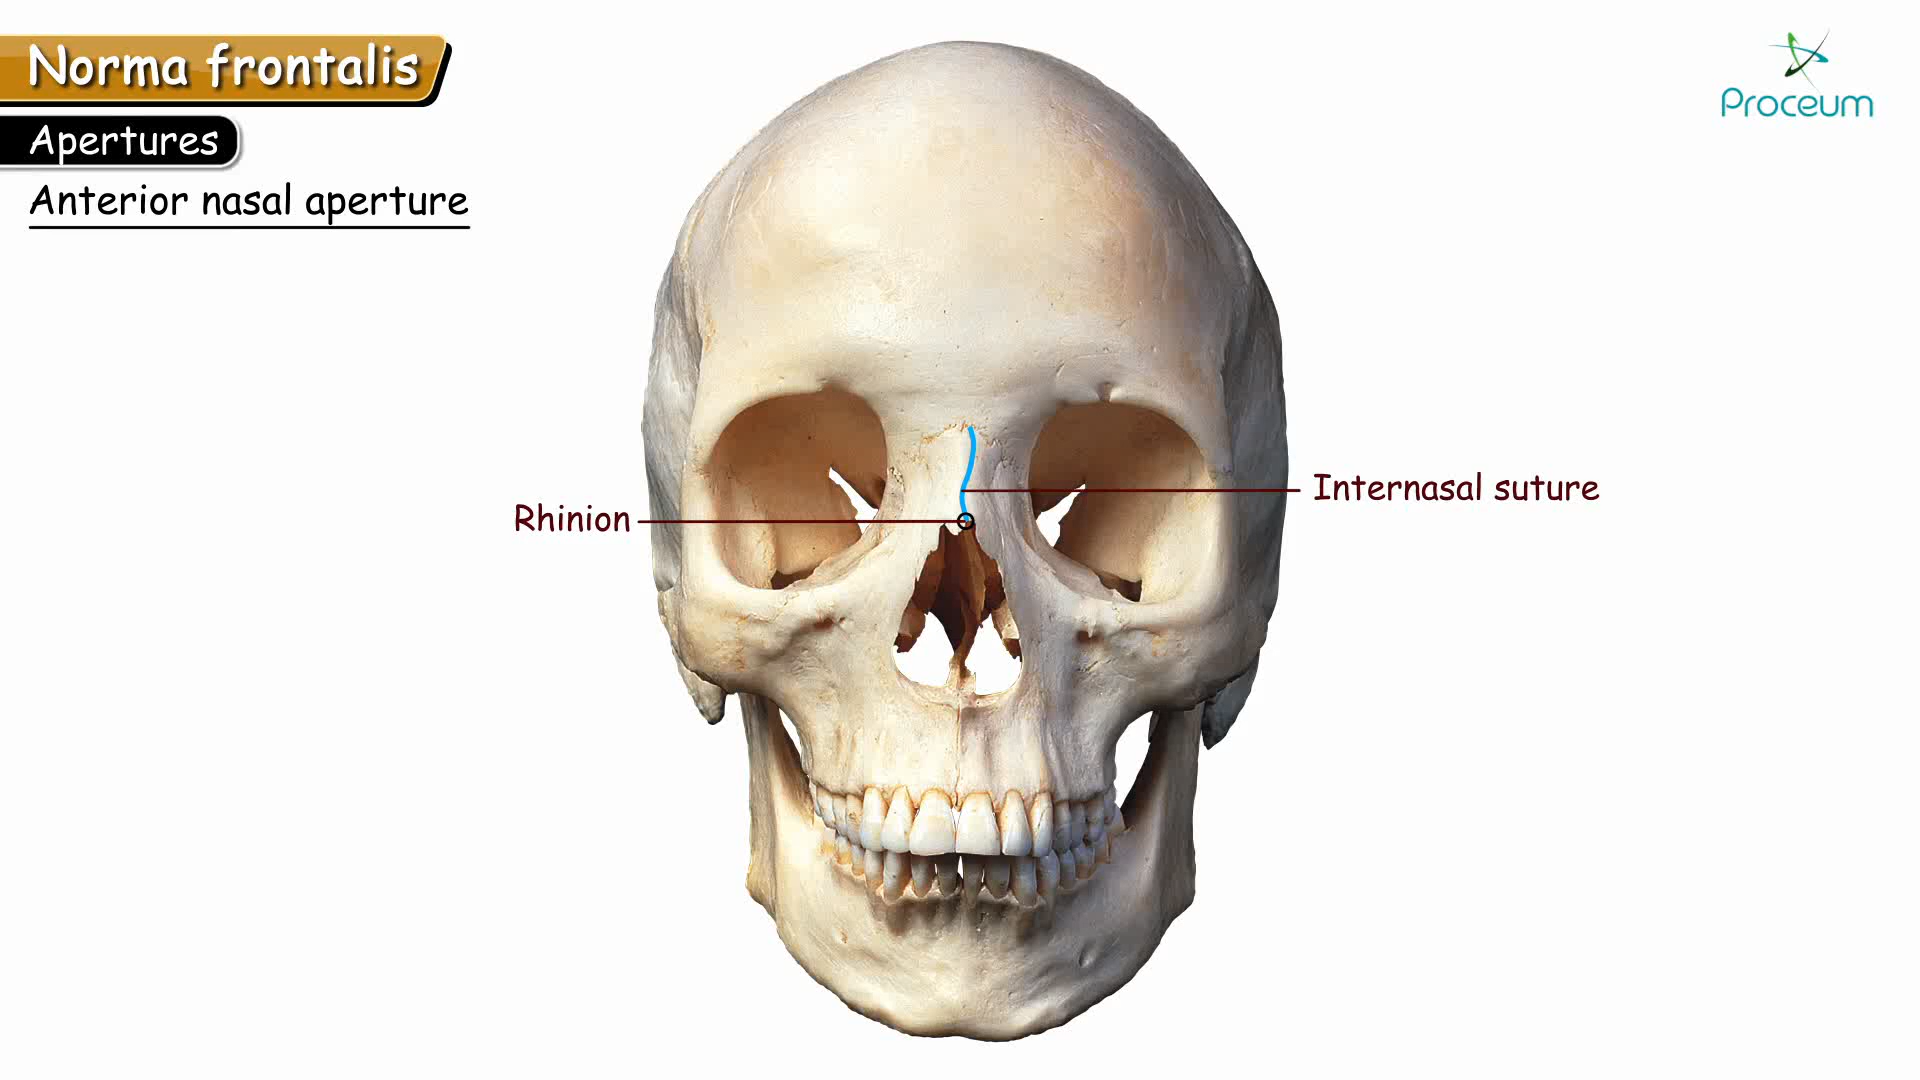 Norma frontalis
Proceum
Apertures
Anterior nasal aperture
Internasal suture
Rhinion